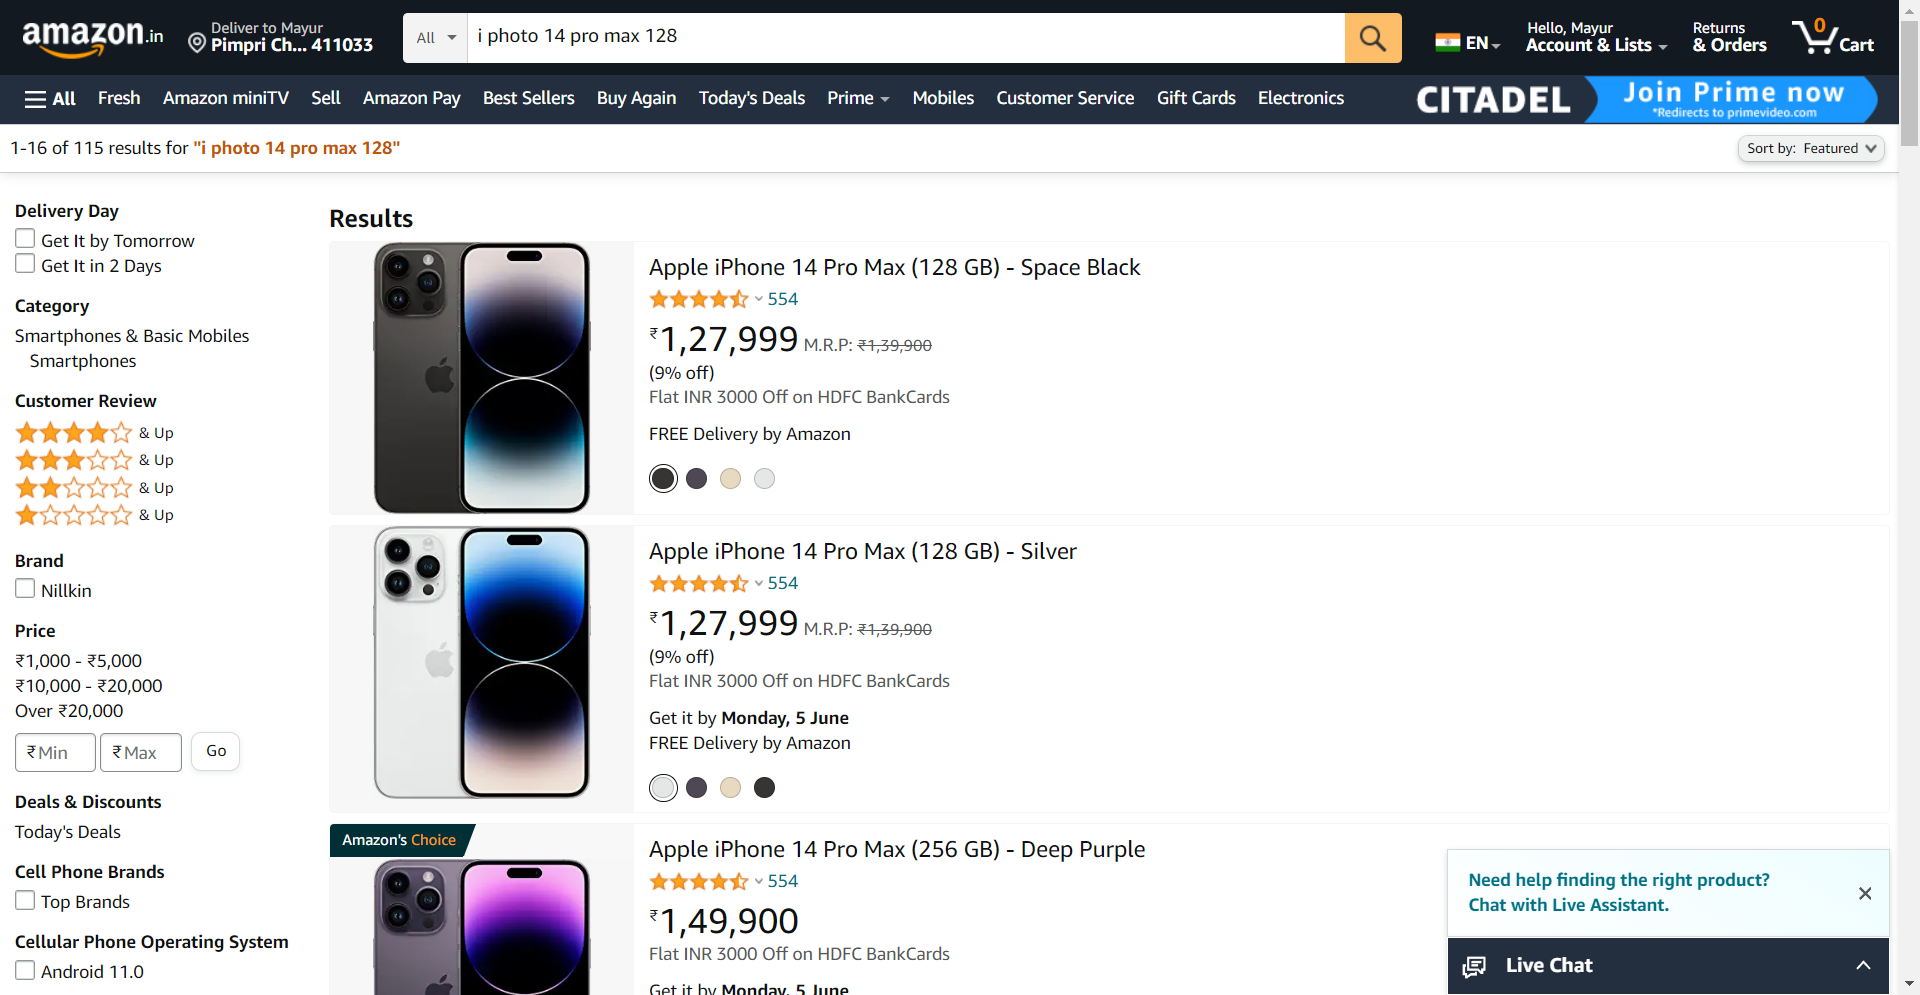 amazon.in
Deliver to Mayur
Pimpri Ch... 411033
All
i photo 14 pro max 128
EN
Hello, Mayur
Account & Lists
Returns
& Orders
0
Cart
All
Fresh
Amazon miniTV
Sell
Amazon Pay
Best Sellers
Buy Again
Today's Deals
Prime
Mobiles
Customer Service
Gift Cards
Electronics
CITADEL
Join Prime now
*Redirects to primevideo.com
1-16 of 115 results for "i photo 14 pro max 128"
Sort by: Featured
Delivery Day
Get It by Tomorrow
Get It in 2 Days
Category
Smartphones & Basic Mobiles
Smartphones
Customer Review
& Up
& Up
& Up
& Up
Brand
Nillkin
Price
₹1,000 - ₹5,000
₹10,000 - ₹20,000
Over ₹20,000
₹ Min
₹ Max
Go
Deals & Discounts
Today's Deals
Cell Phone Brands
Top Brands
Cellular Phone Operating System
Android 11.0
Results
Apple iPhone 14 Pro Max (128 GB) - Space Black
554
₹1,27,999 M.R.P: ₹1,39,900
(9% off)
Flat INR 3000 Off on HDFC BankCards
FREE Delivery by Amazon
Apple iPhone 14 Pro Max (128 GB) - Silver
554
₹1,27,999 M.R.P: ₹1,39,900
(9% off)
Flat INR 3000 Off on HDFC BankCards
Get it by Monday, 5 June
FREE Delivery by Amazon
Amazon's Choice
Apple iPhone 14 Pro Max (256 GB) - Deep Purple
554
₹1,49,900
Flat INR 3000 Off on HDFC BankCards
Get it by Monday, 5 June
Need help finding the right product?
Chat with Live Assistant.
Live Chat